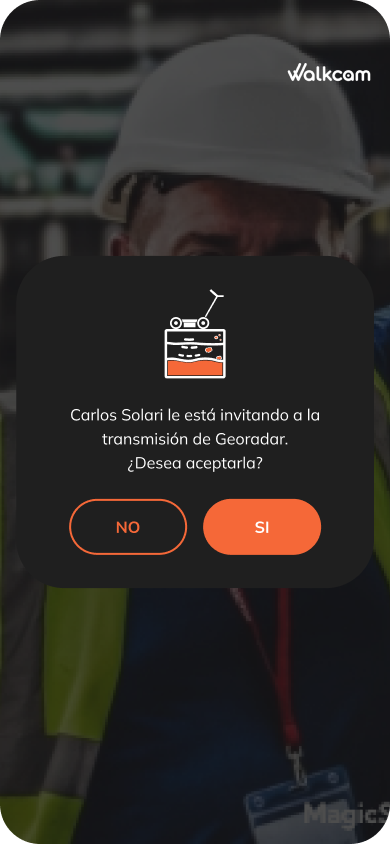 Walkcam
Carlos Solari le está invitando a la
transmisión de Georadar.
¿Desea aceptarla?
NO
SI
MagicS